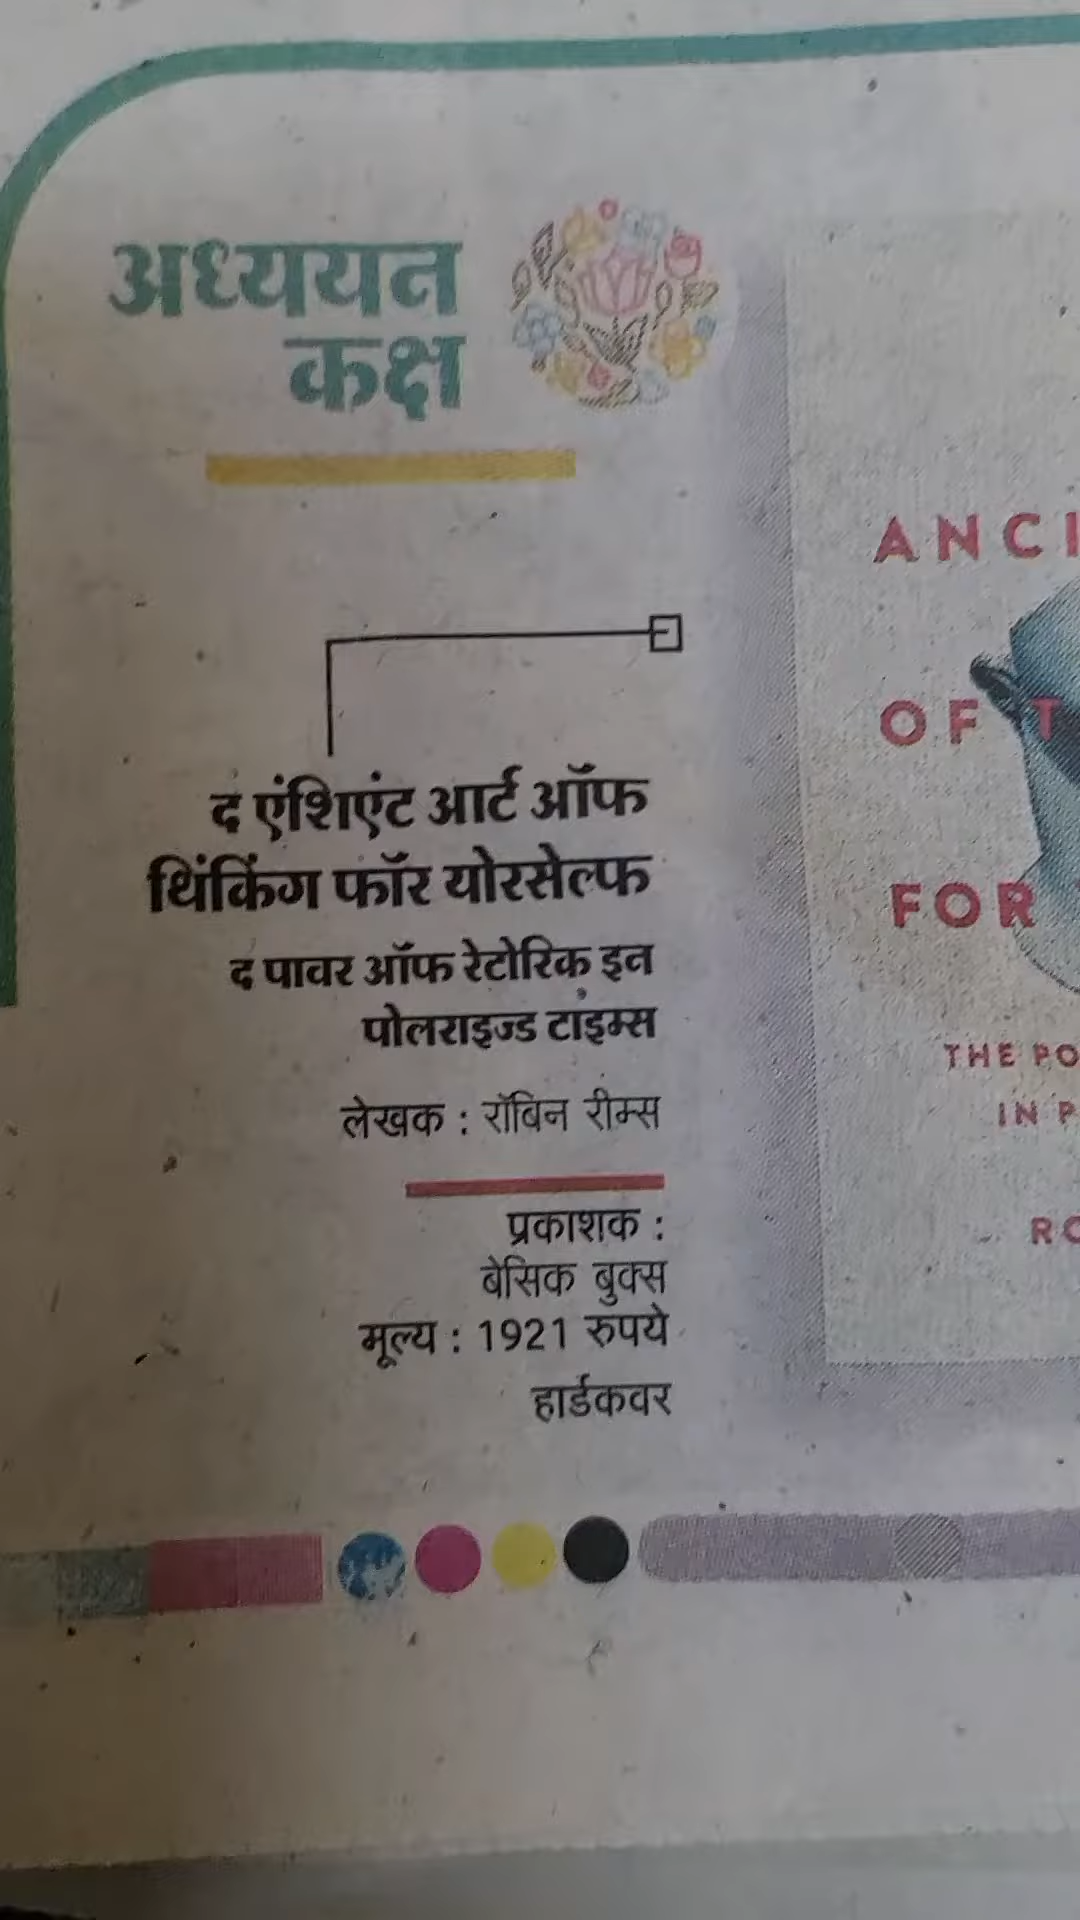 अध्ययन
कक्ष
द एंशिएंट आर्ट ऑफ
थिंकिंग फॉर योरसेल्फ
द पावर ऑफ रेटोरिक इन
पोलराइज्ड टाइम्स
लेखक : रॉबिन रीम्स
प्रकाशक :
बेसिक बुक्स
मूल्य : 1921 रुपये
हार्डकवर
ANCI
OF T
FOR
THE PO
IN P
RO